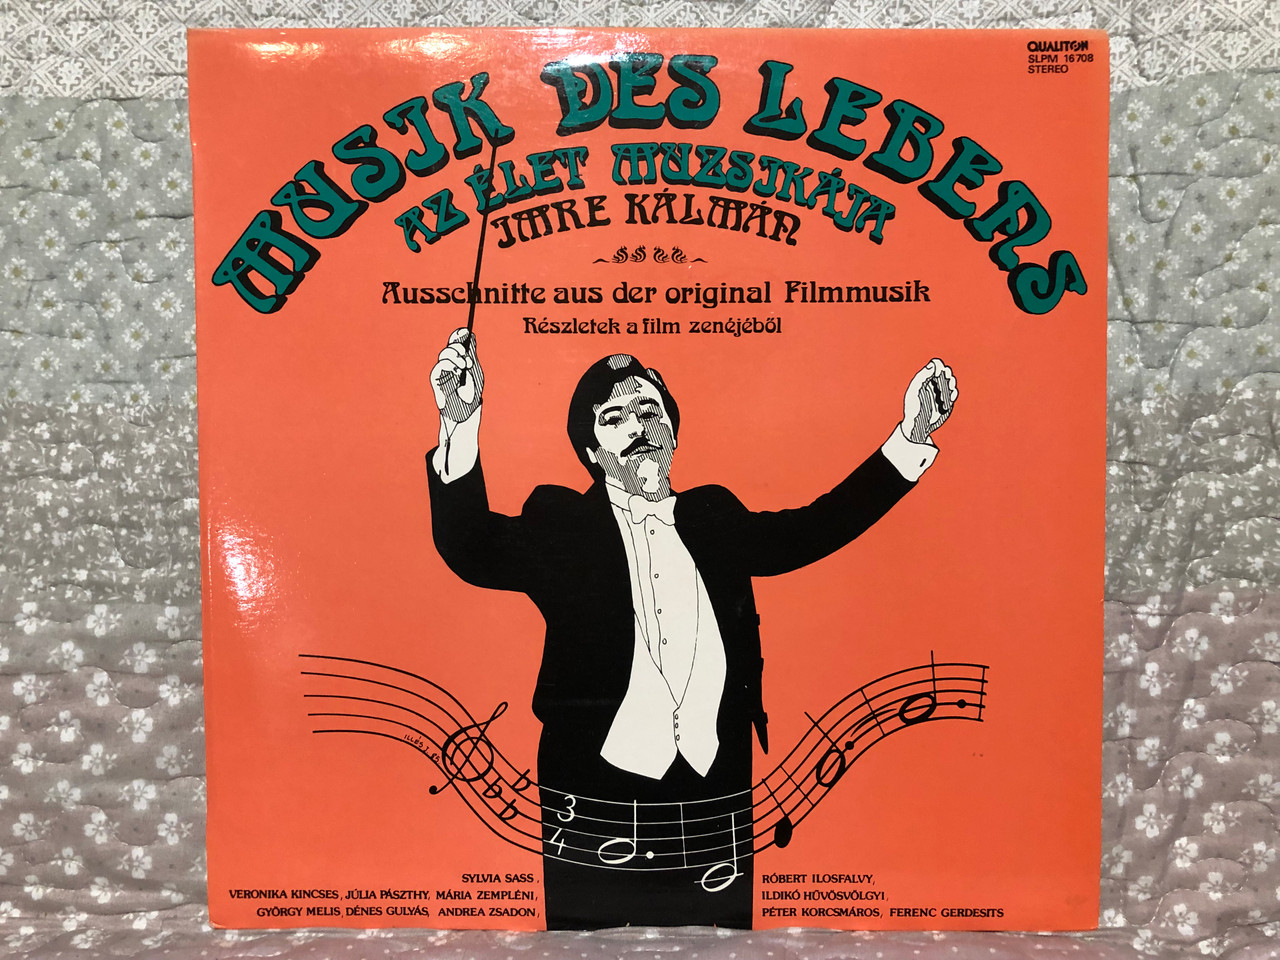 QUALITON
SLPM 16708
STEREO
MUSIK DES LEBENS
AZ ÉLET MUZSIKÁJA
IMRE KÁLMÁN
Ausschnitte aus der original Filmmusik
Részletek a film zenéjéből
ILLÉS I. 84
3
4
SYLVIA SASS,
VERONIKA KINCSES, JÚLIA PÁSZTHY, MÁRIA ZEMPLÉNI,
GYÖRGY MELIS, DÉNES GULYÁS, ANDREA ZSADON,
RÓBERT ILOSFALVY,
ILDIKÓ HŰVÖSVÖLGYI,
PÉTER KORCSMÁROS, FERENC GERDESITS